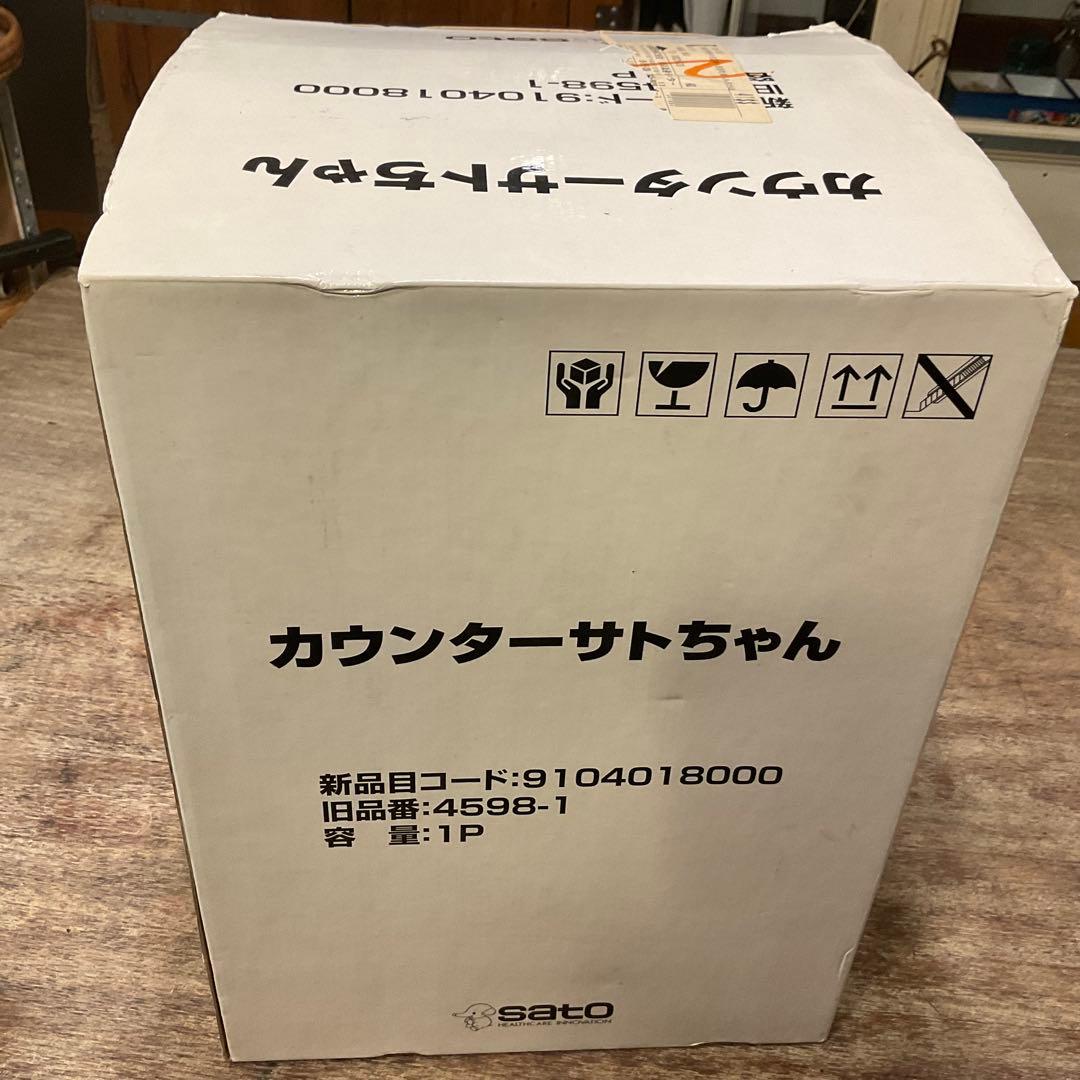 sato
4598-1
ード:9104018000
カウンターサトちゃん
カウンターサトちゃん
新品目コード:9104018000
旧品番:4598-1
容 量:1P
sato
HEALTHCARE INNOVATION